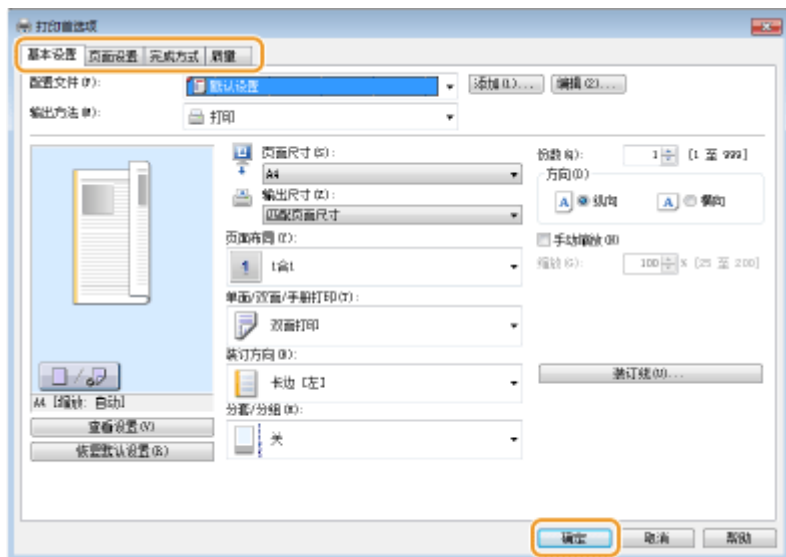 打印首选项
基本设置 页面设置 完成方式 质量
配置文件(F): 默认设置 添加(1)... 编辑(2)...
输出方法(M): 打印
页面尺寸(S):
A4
输出尺寸(Z):
匹配页面尺寸
页面布局(Y):
1合1
单面/双面/手册打印(T):
双面打印
装订方向(B):
长边 [左]
分套/分组(X):
关
份数(Q): 1 [1 至 999]
方向(O)
A 纵向 A 横向
手动缩放(N)
缩放(G): 100 % [25 至 200]
装订线(U)...
A4 [缩放: 自动]
查看设置(V)
恢复默认设置(R)
确定 取消 帮助